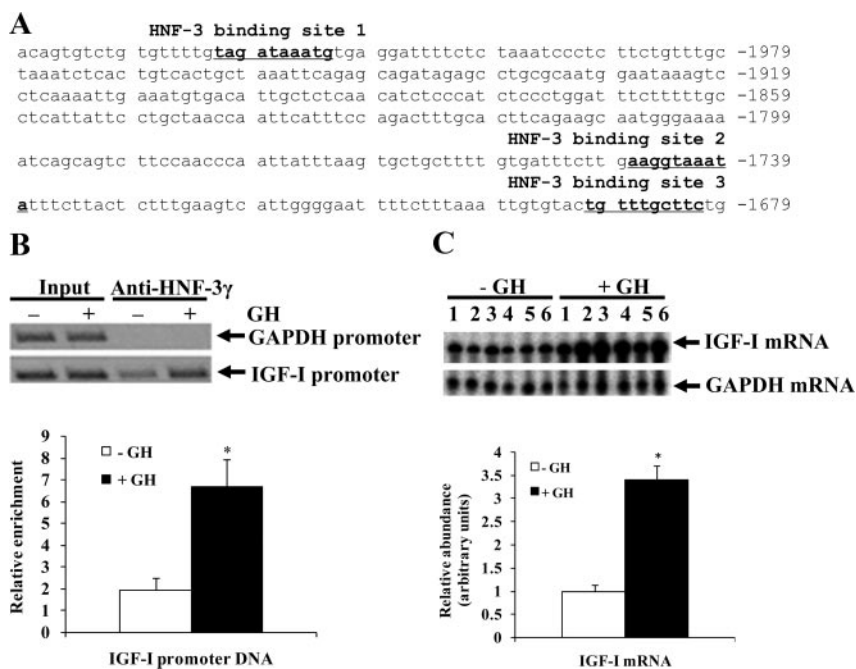 A
HNF-3 binding site 1
acagtgtctg tgttttgtag ataaatgtga ggattttctc taaatccctc ttctgtttgc -1979
taaatctcac tgtcactgct aaattcagag cagatagagc ctgcgcaatg gaataaagtc -1919
ctcaaaattg aaatgtgaca ttgctctcaa catctcccat ctccctggat ttctttttgc -1859
ctcattattc ctgctaacca attcatttcc agactttgca cttcagaagc aatgggaaaa -1799
HNF-3 binding site 2
atcagcagtc ttccaaccca attatttaag tgctgctttt gtgatttctt gaaggtaaat -1739
HNF-3 binding site 3
atttcttact ctttgaagtc attggggaat tttctttaaa ttgtgtactg tttgcttctg -1679
B
Input Anti-HNF-3γ
– + – + GH
GAPDH promoter
IGF-I promoter
Relative enrichment
9
8
7
6
5
4
3
2
1
0
- GH
+ GH
*
IGF-I promoter DNA
C
- GH + GH
1 2 3 4 5 6 1 2 3 4 5 6
IGF-I mRNA
GAPDH mRNA
Relative abundance
(arbitrary units)
4
3.5
3
2.5
2
1.5
1
0.5
0
- GH
+ GH
*
IGF-I mRNA